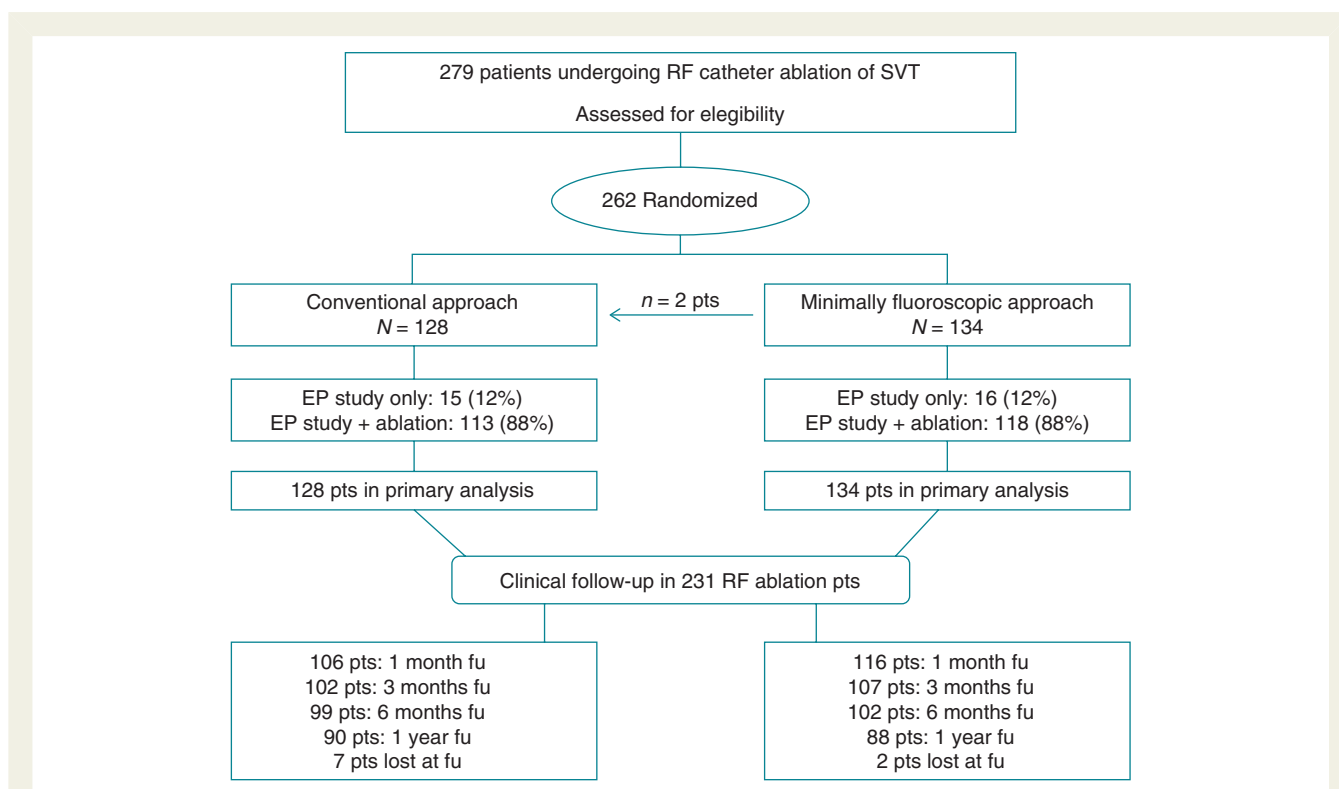 279 patients undergoing RF catheter ablation of SVT
Assessed for elegibility
262 Randomized
Conventional approach
N = 128
n = 2 pts
Minimally fluoroscopic approach
N = 134
EP study only: 15 (12%)
EP study + ablation: 113 (88%)
EP study only: 16 (12%)
EP study + ablation: 118 (88%)
128 pts in primary analysis
134 pts in primary analysis
Clinical follow-up in 231 RF ablation pts
106 pts: 1 month fu
102 pts: 3 months fu
99 pts: 6 months fu
90 pts: 1 year fu
7 pts lost at fu
116 pts: 1 month fu
107 pts: 3 months fu
102 pts: 6 months fu
88 pts: 1 year fu
2 pts lost at fu